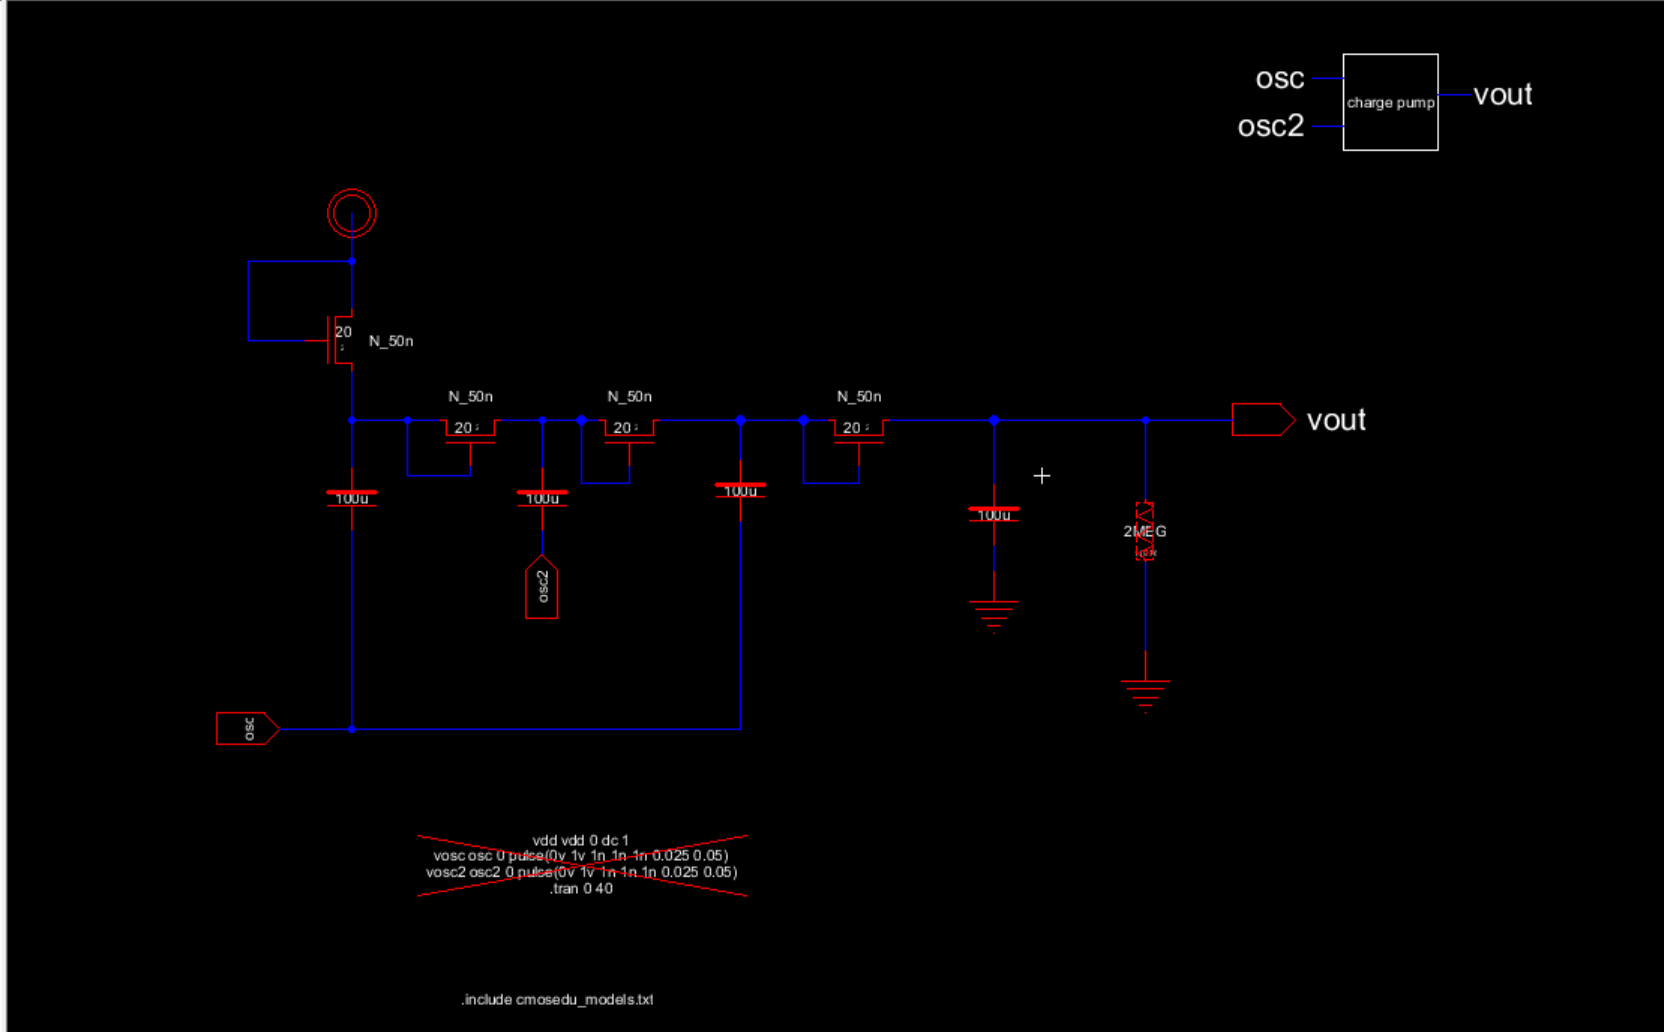 osc
charge pump
vout
osc2
20
N_50n
N_50n
N_50n
N_50n
20
20
20
vout
100u
100u
100u
100u
2MEG
osc2
osc
vdd vdd 0 dc 1
vosc osc 0 pulse(0v 1v 1n 1n 1n 0.025 0.05)
vosc2 osc2 0 pulse(0v 1v 1n 1n 1n 0.025 0.05)
.tran 0 40
.include cmosedu_models.txt